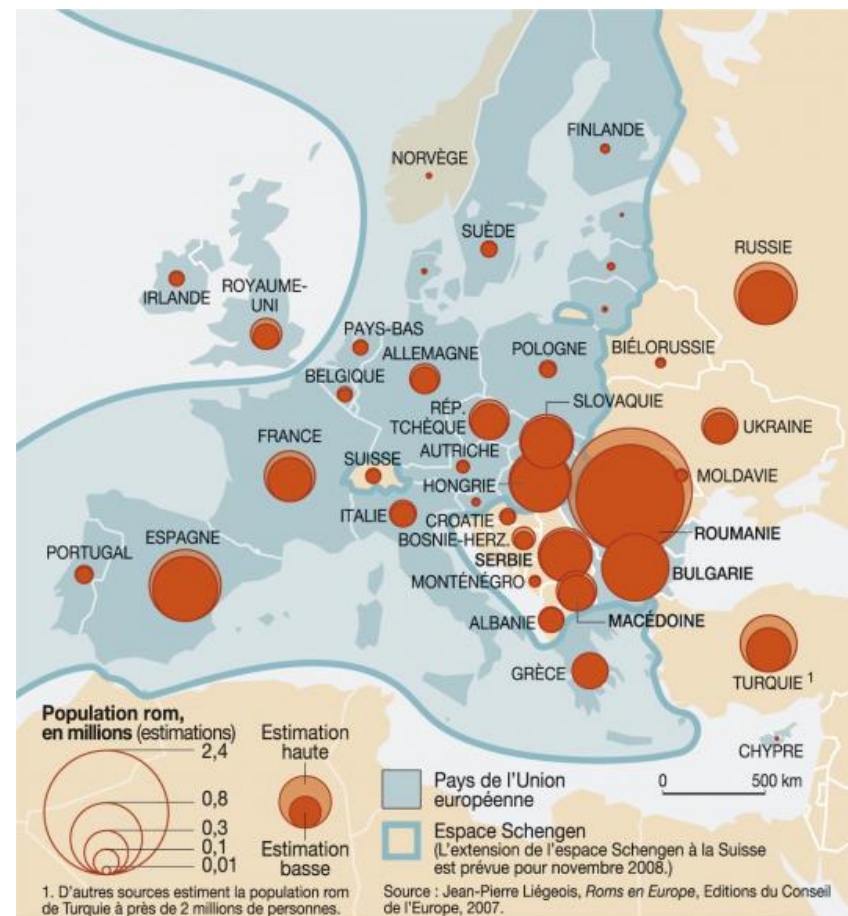 FINLANDE
NORVÈGE
SUÈDE
RUSSIE
IRLANDE
ROYAUME-
UNI
PAYS-BAS
ALLEMAGNE
POLOGNE
BIÉLORUSSIE
BELGIQUE
SLOVAQUIE
RÉP.
TCHÈQUE
UKRAINE
FRANCE
AUTRICHE
SUISSE
MOLDAVIE
HONGRIE
ITALIE
CROATIE
BOSNIE-HERZ.
ROUMANIE
ESPAGNE
PORTUGAL
SERBIE
BULGARIE
MONTÉNÉGRO
ALBANIE
MACÉDOINE
GRÈCE
TURQUIE 1
CHYPRE
Population rom,
en millions (estimations)
2,4
0,8
0,3
0,1
0,01
Estimation
haute
Estimation
basse
Pays de l'Union
européenne
0 500 km
Espace Schengen
(L'extension de l'espace Schengen à la Suisse
est prévue pour novembre 2008.)
1. D'autres sources estiment la population rom
de Turquie à près de 2 millions de personnes.
Source : Jean-Pierre Liégeois, Roms en Europe, Editions du Conseil
de l'Europe, 2007.